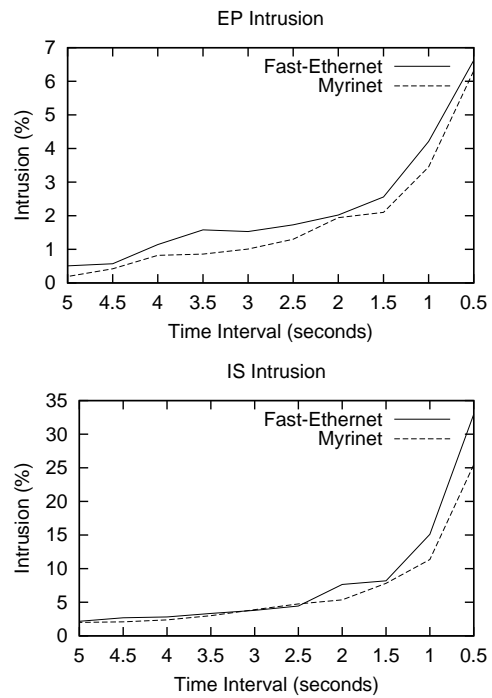 EP Intrusion
7
6
5
4
3
2
1
0
Intrusion (%)
Fast-Ethernet
Myrinet
5 4.5 4 3.5 3 2.5 2 1.5 1 0.5
Time Interval (seconds)
IS Intrusion
35
30
25
20
15
10
5
0
Intrusion (%)
Fast-Ethernet
Myrinet
5 4.5 4 3.5 3 2.5 2 1.5 1 0.5
Time Interval (seconds)